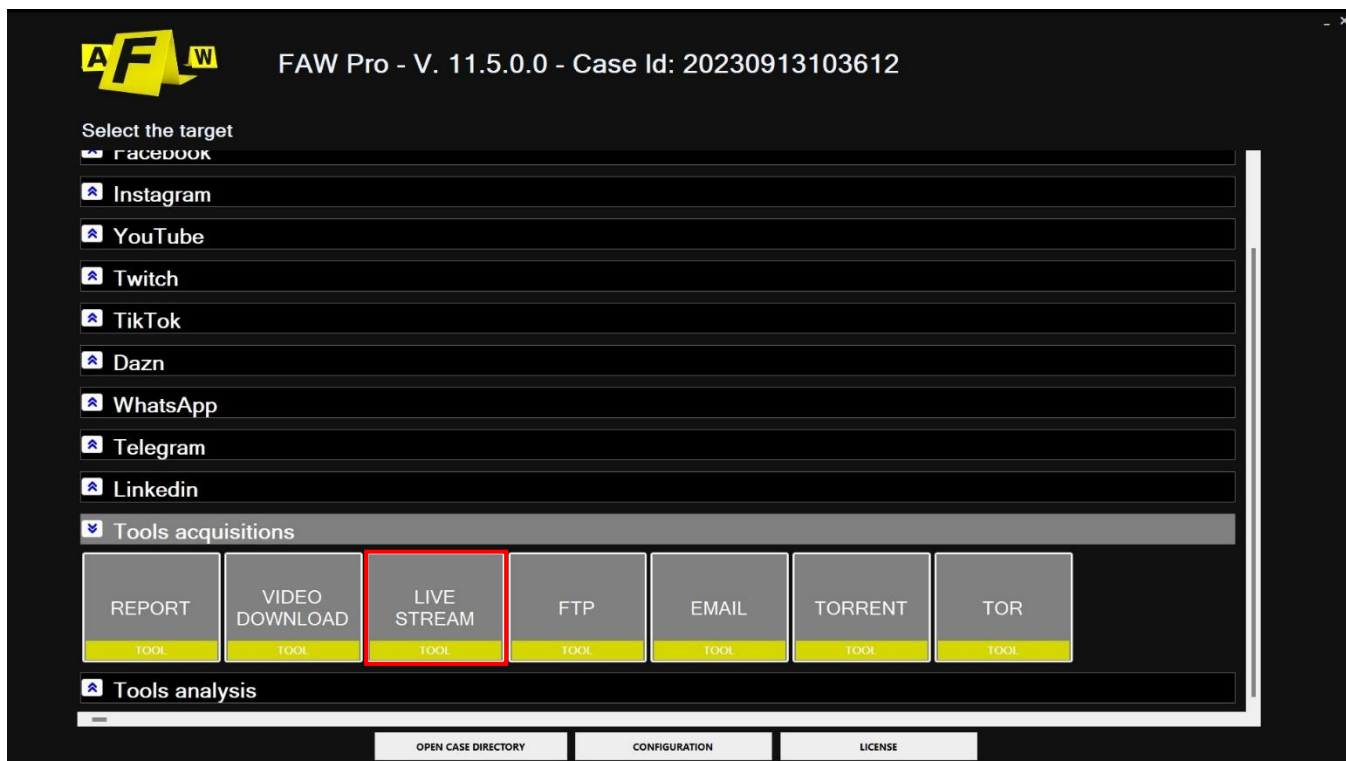 A F W
FAW Pro - V. 11.5.0.0 - Case Id: 20230913103612
Select the target
Facebook
Instagram
YouTube
Twitch
TikTok
Dazn
WhatsApp
Telegram
Linkedin
Tools acquisitions
REPORT
TOOL
VIDEO
DOWNLOAD
TOOL
LIVE
STREAM
TOOL
FTP
TOOL
EMAIL
TOOL
TORRENT
TOOL
TOR
TOOL
Tools analysis
OPEN CASE DIRECTORY
CONFIGURATION
LICENSE